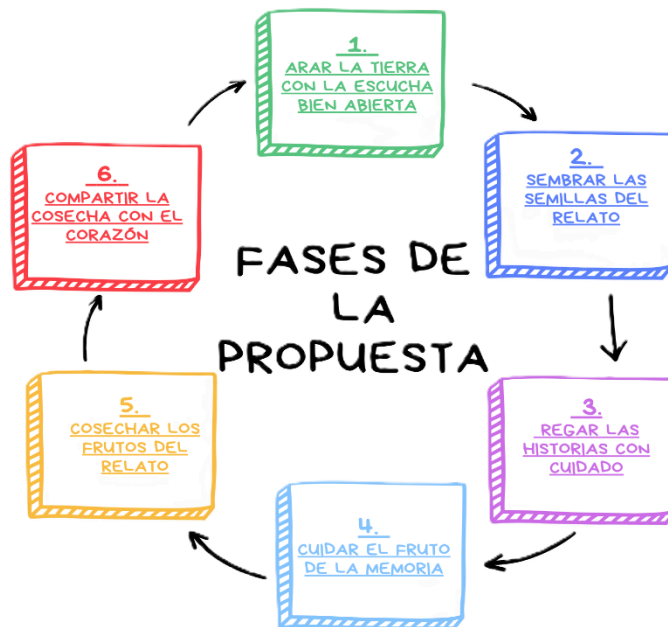 1.
ARAR LA TIERRA
CON LA ESCUCHA
BIEN ABIERTA
2.
SEMBRAR LAS
SEMILLAS DEL
RELATO
3.
REGAR LAS
HISTORIAS CON
CUIDADO
4.
CUIDAR EL FRUTO
DE LA MEMORIA
5.
COSECHAR LOS
FRUTOS DEL
RELATO
6.
COMPARTIR LA
COSECHA CON EL
CORAZÓN
FASES DE
LA
PROPUESTA